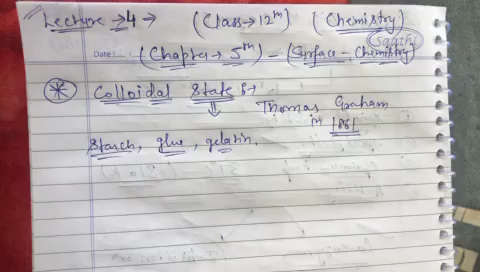 Lecture → 4 → (Class → 12th) (Chemistry)
Date: (Chapter → 5th) - (Surface - Chemistry)
* Colloidal State :→
⇓ Thomas Graham
in 1861
Starch, glue, gelatin.